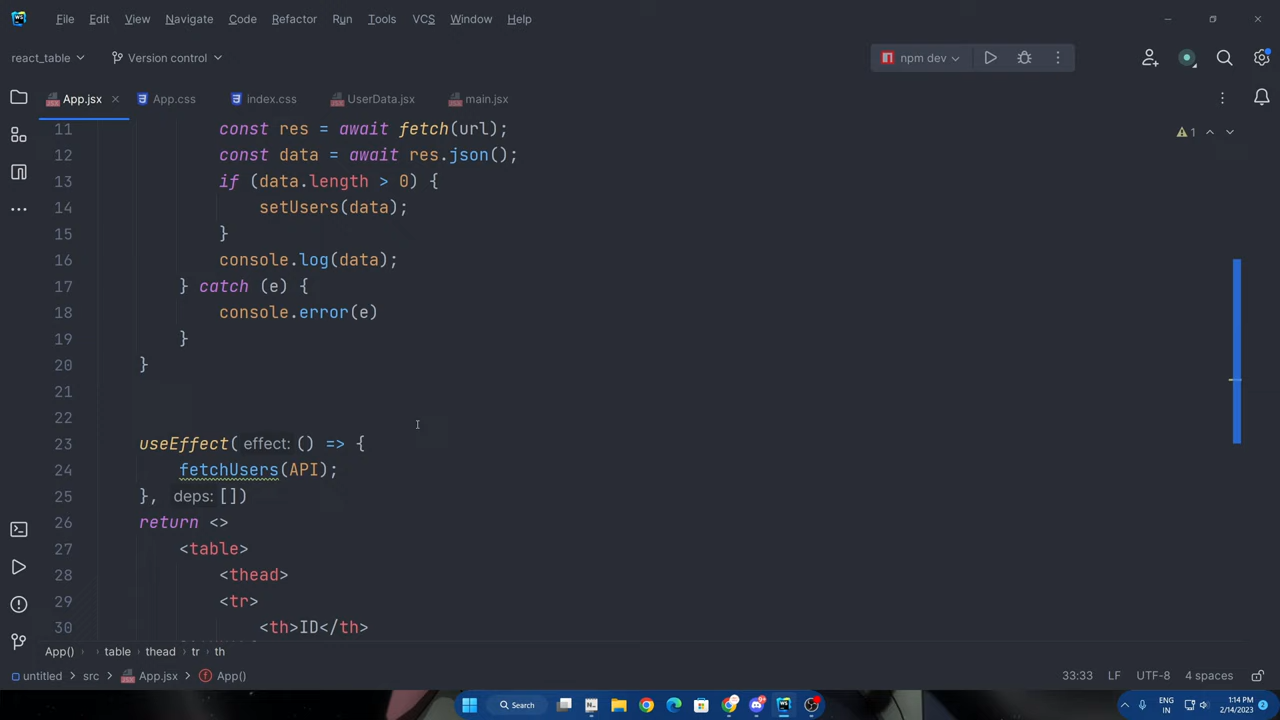 File Edit View Navigate Code Refactor Run Tools VCS Window Help
react_table Version control npm dev
App.jsx App.css index.css UserData.jsx main.jsx
11 const res = await fetch(url);
1
12 const data = await res.json();
13 if (data.length > 0) {
14 setUsers(data);
15 }
16 console.log(data);
17 } catch (e) {
18 console.error(e)
19 }
20 }
21
22
23 useEffect( effect: () => {
24 fetchUsers(API);
25 }, deps: [])
26 return <>
27 <table>
28 <thead>
29 <tr>
30 <th>ID</th>
App() table thead tr th
untitled src App.jsx App() 33:33 LF UTF-8 4 spaces
Search ENG 1:14 PM
IN 2/14/2023